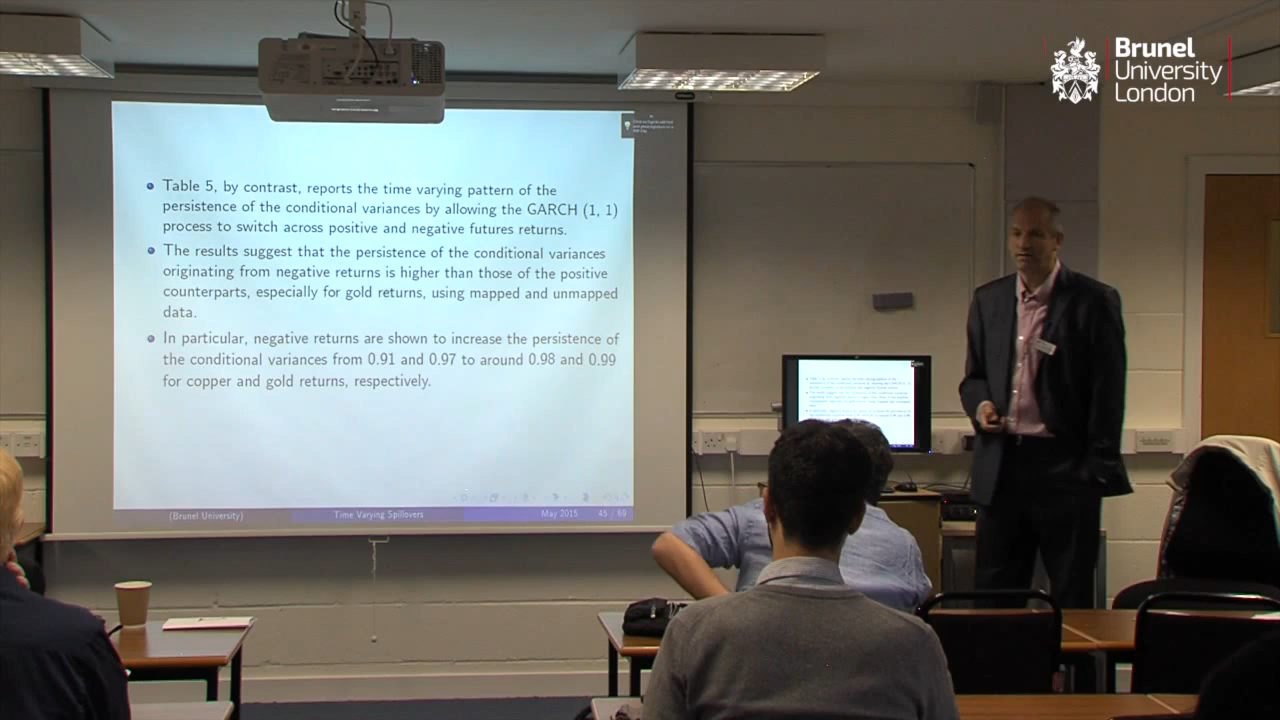 Brunel
University
London
Table 5, by contrast, reports the time varying pattern of the
persistence of the conditional variances by allowing the GARCH (1, 1)
process to switch across positive and negative futures returns.
The results suggest that the persistence of the conditional variances
originating from negative returns is higher than those of the positive
counterparts, especially for gold returns, using mapped and unmapped
data.
In particular, negative returns are shown to increase the persistence of
the conditional variances from 0.91 and 0.97 to around 0.98 and 0.99
for copper and gold returns, respectively.
(Brunel University) Time Varying Spillovers May 2015 45 / 69